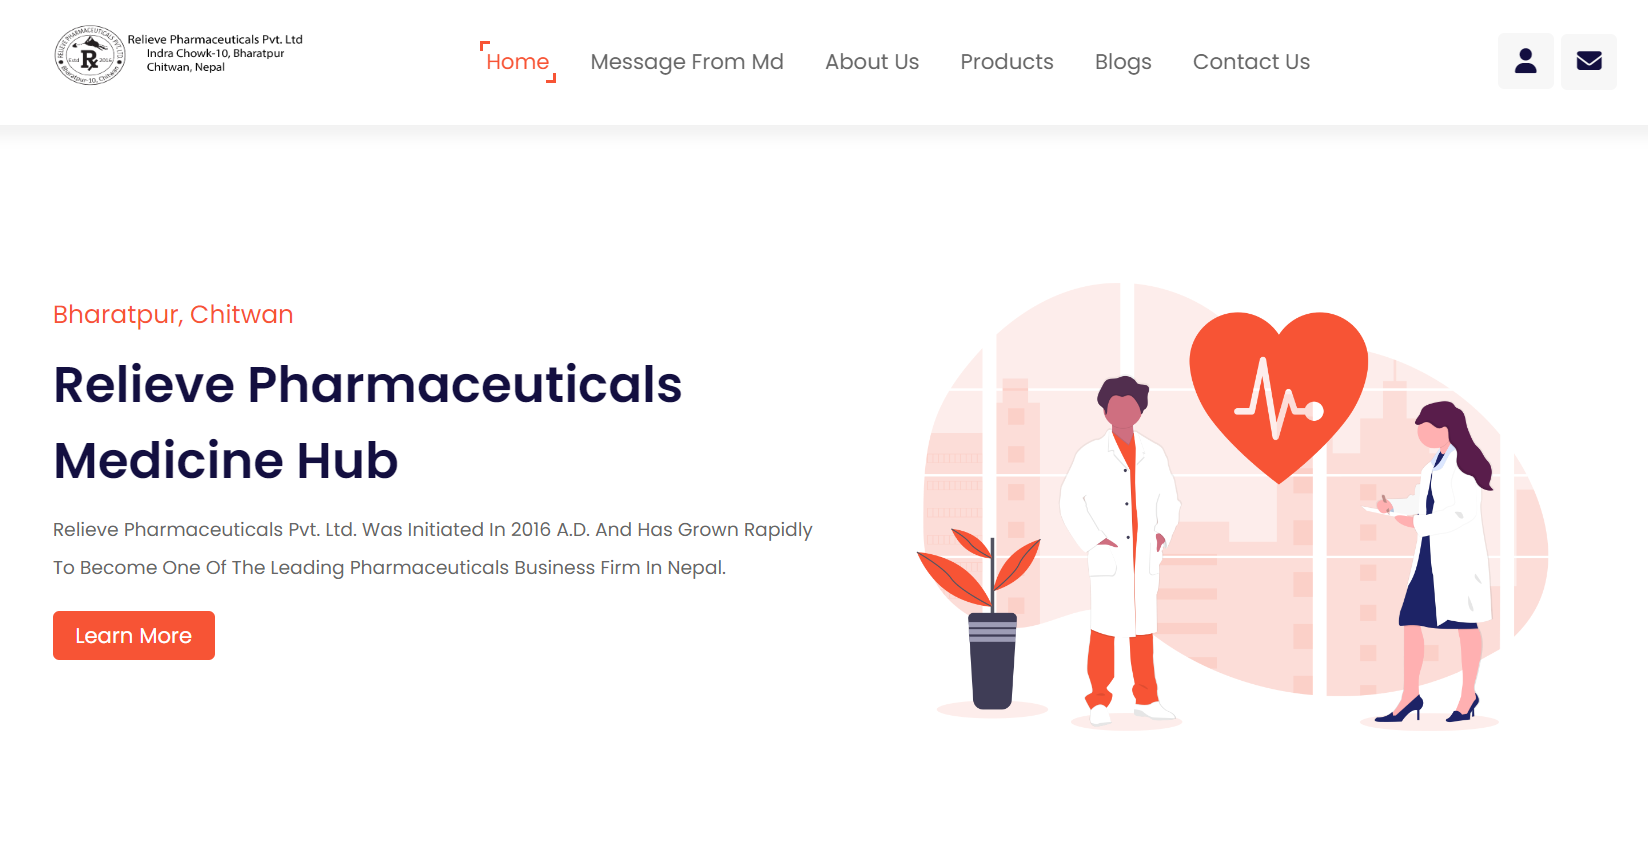 RELIEVE PHARMACEUTICALS PVT. LTD
Estd. Rx 2016
Bharatpur-10, Chitwan
Relieve Pharmaceuticals Pvt. Ltd
Indra Chowk-10, Bharatpur
Chitwan, Nepal
Home
Message From Md
About Us
Products
Blogs
Contact Us
Bharatpur, Chitwan
Relieve Pharmaceuticals
Medicine Hub
Relieve Pharmaceuticals Pvt. Ltd. Was Initiated In 2016 A.D. And Has Grown Rapidly
To Become One Of The Leading Pharmaceuticals Business Firm In Nepal.
Learn More